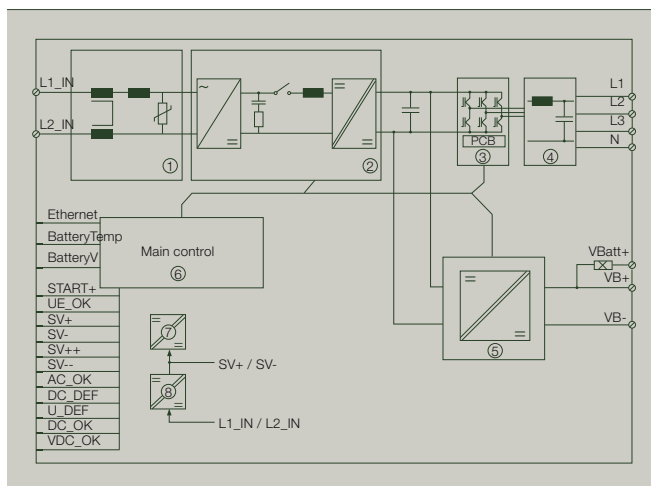 L1_IN
L2_IN
~
=
①
=
=
②
PCB
③
④
L1
L2
L3
N
Ethernet
BatteryTemp
BatteryV
Main control
⑥
START+
UE_OK
SV+
SV-
SV++
SV--
AC_OK
DC_DEF
U_DEF
DC_OK
VDC_OK
⑦
SV+ / SV-
⑧
L1_IN / L2_IN
=
=
⑤
VBatt+
VB+
VB-